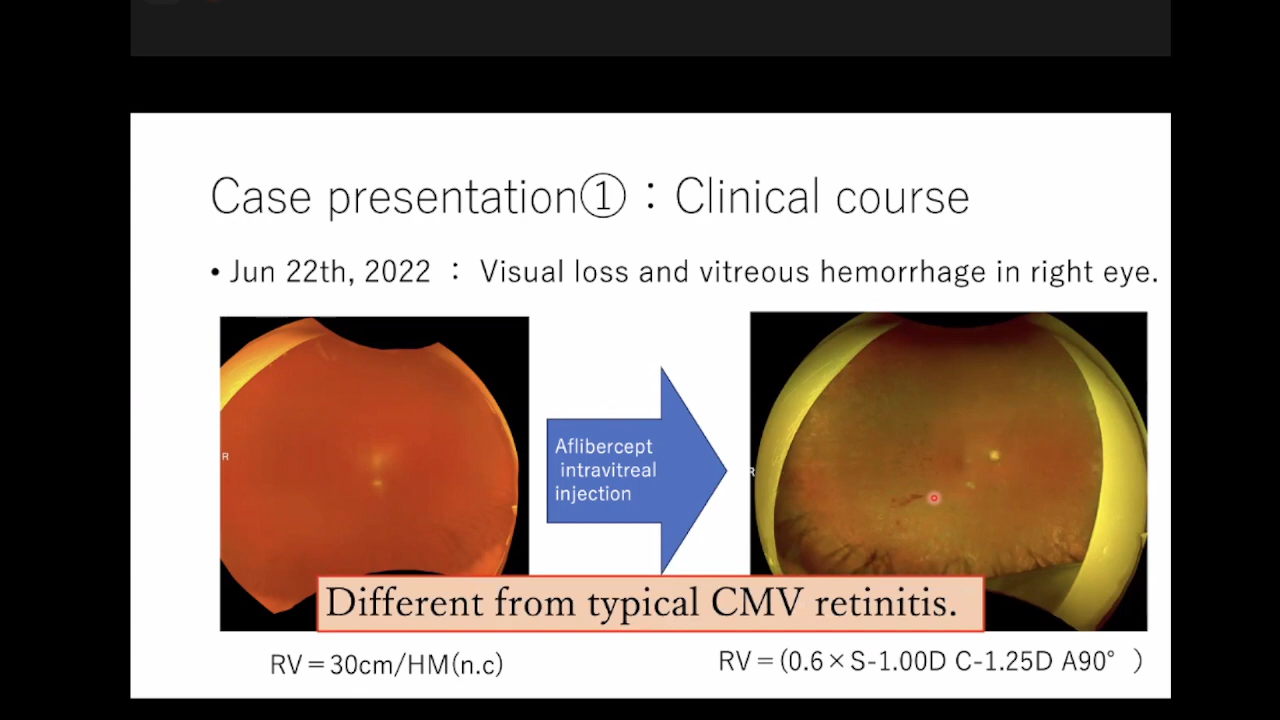 Case presentation①：Clinical course
• Jun 22th, 2022 ： Visual loss and vitreous hemorrhage in right eye.
R
Aflibercept
intravitreal
injection
R
Different from typical CMV retinitis.
RV＝30cm/HM(n.c)
RV＝(0.6×S-1.00D C-1.25D A90° ）